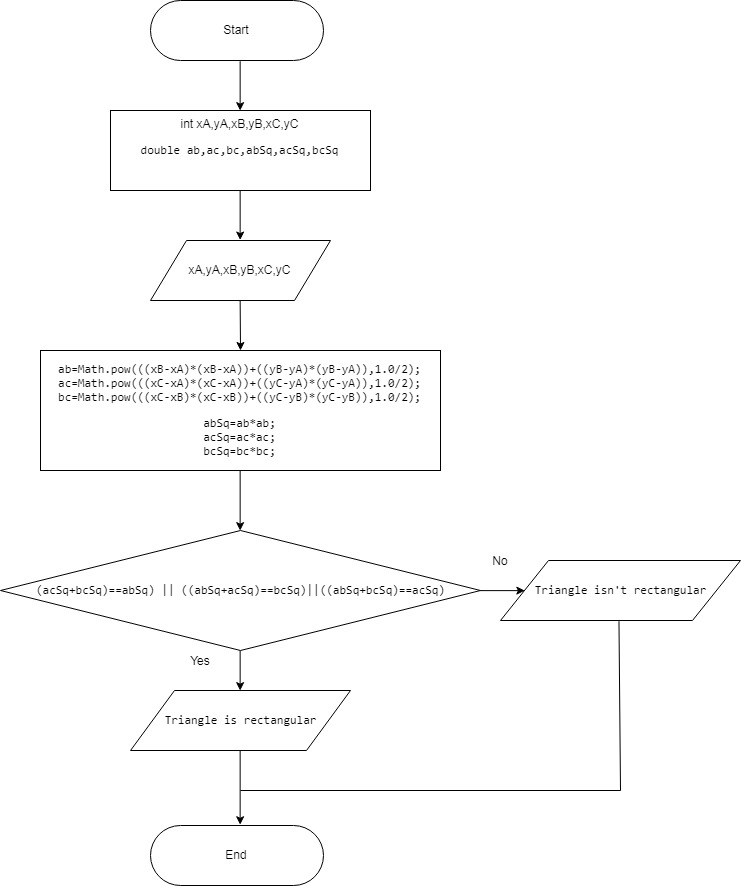 Start
int xA,yA,xB,yB,xC,yC
double ab,ac,bc,abSq,acSq,bcSq
xA,yA,xB,yB,xC,yC
ab=Math.pow(((xB-xA)*(xB-xA))+((yB-yA)*(yB-yA)),1.0/2);
ac=Math.pow(((xC-xA)*(xC-xA))+((yC-yA)*(yC-yA)),1.0/2);
bc=Math.pow(((xC-xB)*(xC-xB))+((yC-yB)*(yC-yB)),1.0/2);
abSq=ab*ab;
acSq=ac*ac;
bcSq=bc*bc;
(acSq+bcSq)==abSq) || ((abSq+acSq)==bcSq)||((abSq+bcSq)==acSq)
No
Triangle isn't rectangular
Yes
Triangle is rectangular
End